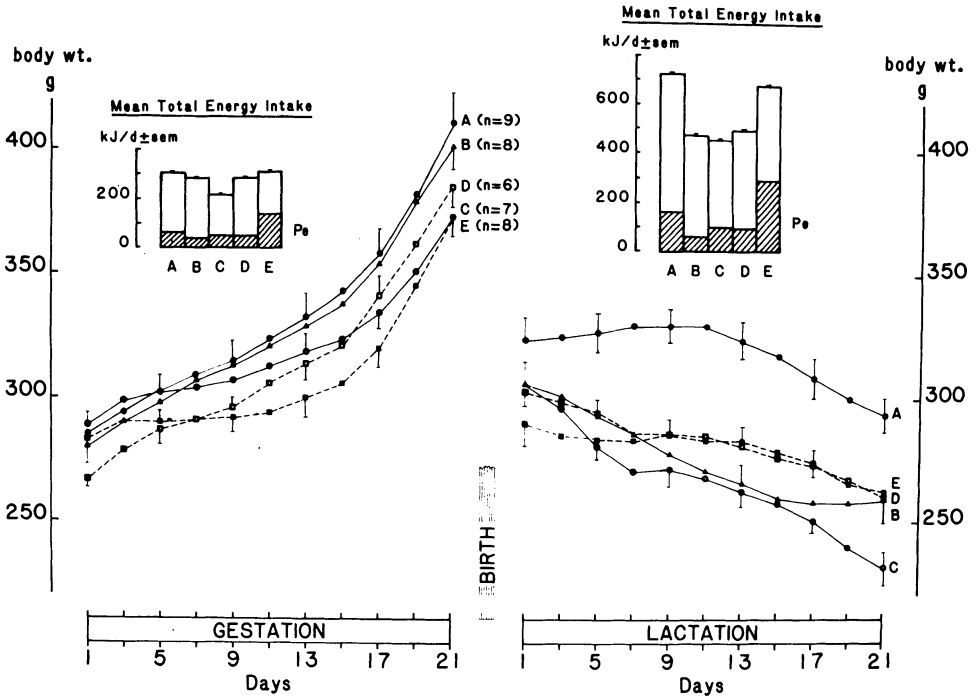 Mean Total Energy Intake
kJ/d±sem
600
400
200
0
A B C D E
Pe
body wt.
g
400
350
300
250
Mean Total Energy Intake
kJ/d±sem
200
0
A B C D E
Pe
A (n=9)
B (n=8)
D (n=6)
C (n=7)
E (n=8)
body wt.
g
400
350
300
250
A
E
D
B
C
BIRTH
GESTATION
1 5 9 13 17 21
Days
LACTATION
1 5 9 13 17 21
Days